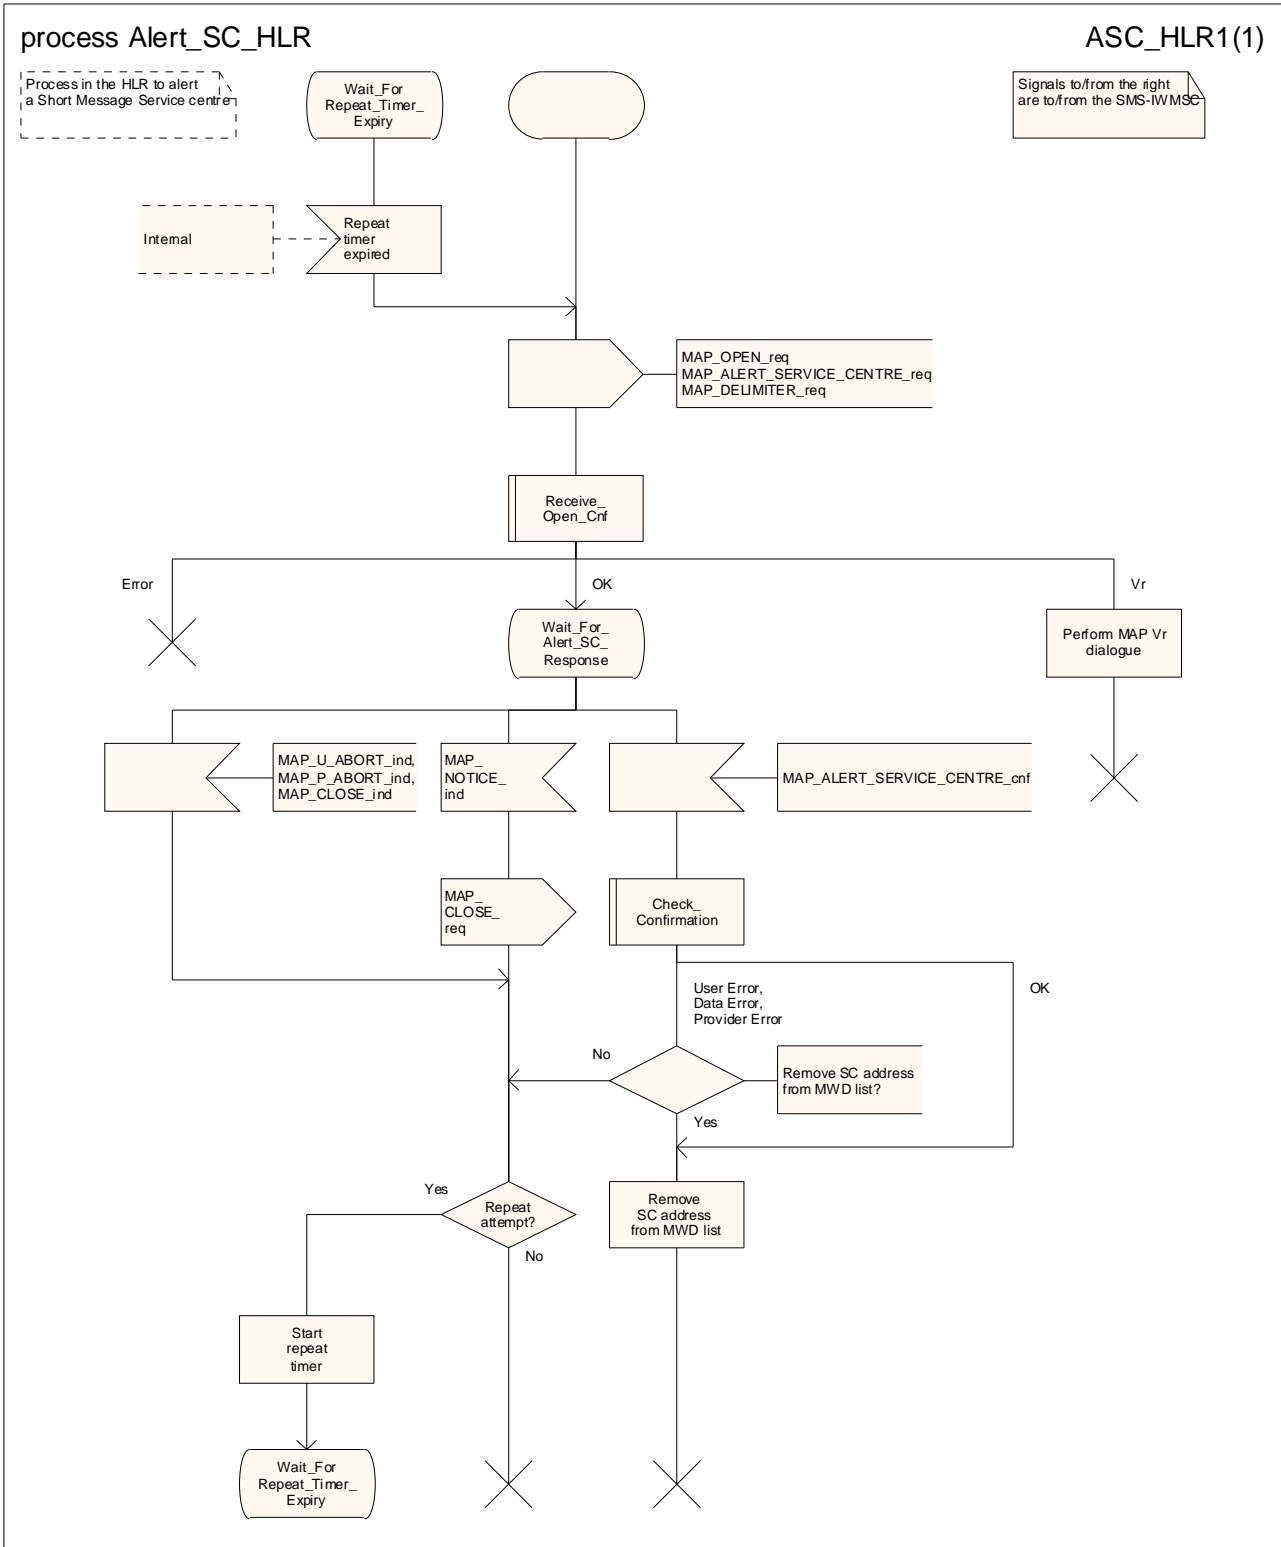 process Alert_SC_HLR
ASC_HLR1(1)
Process in the HLR to alert
a Short Message Service centre
Wait_For
Repeat_Timer_
Expiry
Signals to/from the right
are to/from the SMS-IWMSC
Internal
Repeat
timer
expired
MAP_OPEN_req
MAP_ALERT_SERVICE_CENTRE_req
MAP_DELIMITER_req
Receive_
Open_Cnf
Error
OK
Vr
Wait_For_
Alert_SC_
Response
Perform MAP Vr
dialogue
MAP_U_ABORT_ind,
MAP_P_ABORT_ind,
MAP_CLOSE_ind
MAP_
NOTICE_
ind
MAP_ALERT_SERVICE_CENTRE_cnf
MAP_
CLOSE_
req
Check_
Confirmation
User Error,
Data Error,
Provider Error
OK
No
Remove SC address
from MWD list?
Yes
Yes
Repeat
attempt?
No
Remove
SC address
from MWD list
Start
repeat
timer
Wait_For
Repeat_Timer_
Expiry